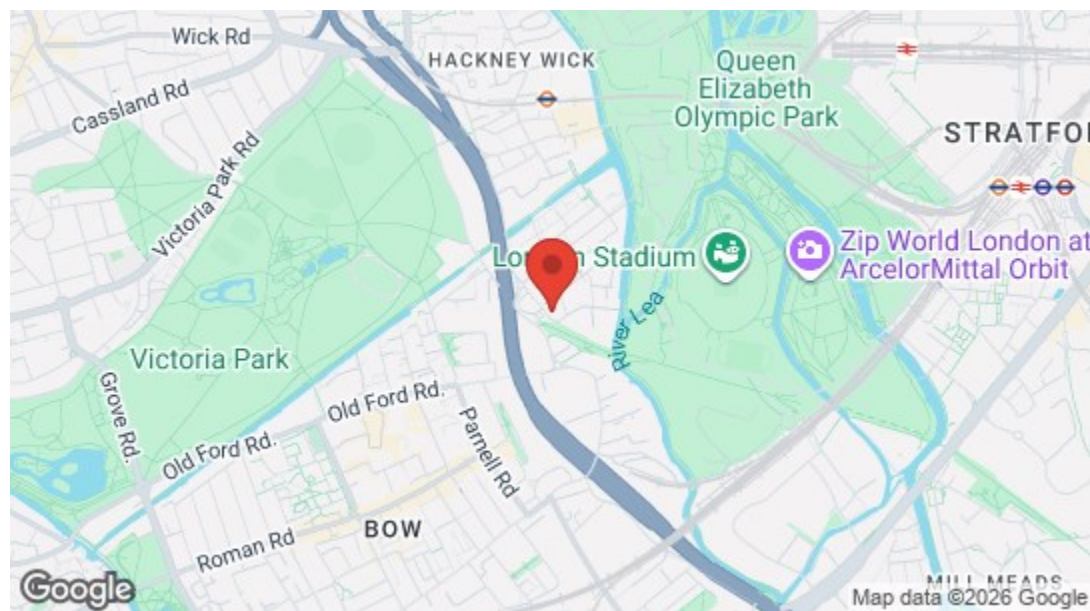 Wick Rd
HACKNEY WICK
Queen
Elizabeth
Olympic Park
Cassland Rd
STRATFO
Victoria Park Rd
London Stadium
Zip World London at
ArcelorMittal Orbit
River Lea
Victoria Park
Grove Rd.
Old Ford Rd.
Old Ford Rd.
Parnell Rd
BOW
Roman Rd
MILL MEADS
Google
Map data ©2026 Google